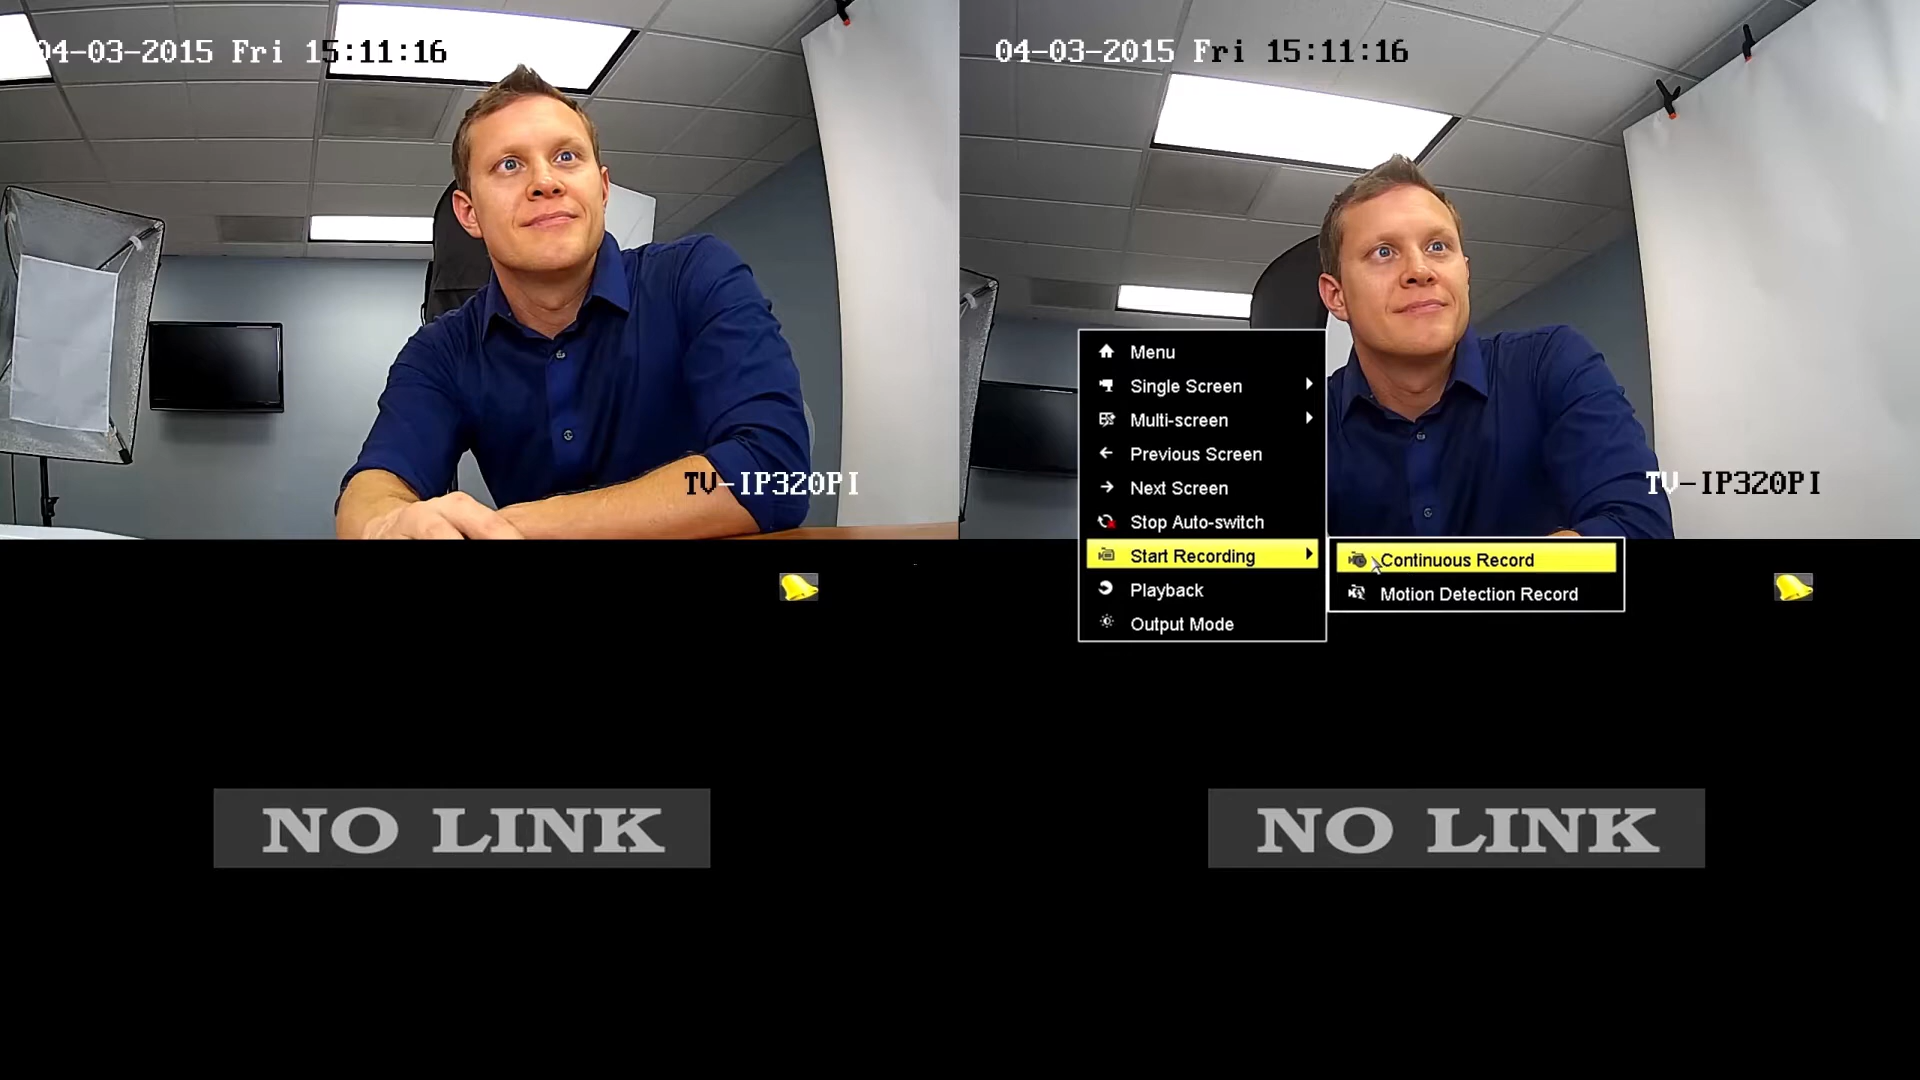 04-03-2015 Fri 15:11:16
04-03-2015 Fri 15:11:16
TV-IP320PI
TV-IP320PI
Menu
Single Screen
Multi-screen
Previous Screen
Next Screen
Stop Auto-switch
Start Recording
Playback
Output Mode
Continuous Record
Motion Detection Record
NO LINK
NO LINK